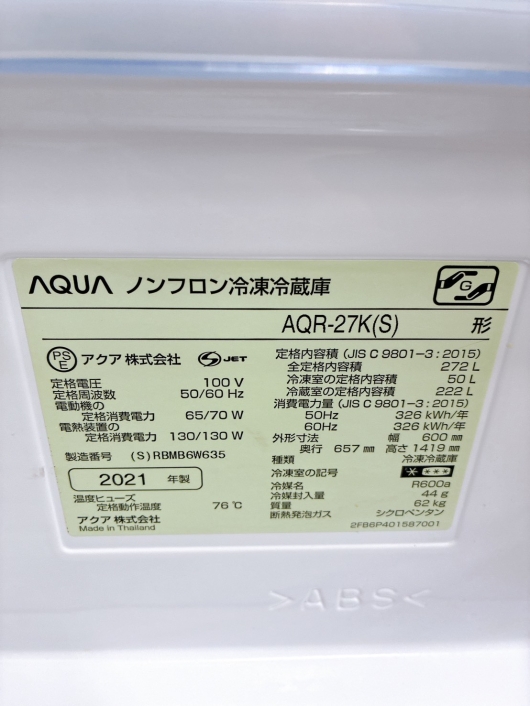 AQUA ノンフロン冷凍冷蔵庫
G
AQR-27K(S) 形
PS E アクア株式会社 S JET
定格電圧 100 V
定格周波数 50/60 Hz
電動機の
定格消費電力 65/70 W
電熱装置の
定格消費電力 130/130 W
製造番号 (S)RBMB6W635
2021 年製
温度ヒューズ
定格動作温度 76℃
アクア株式会社
Made in Thailand
定格内容積 (JIS C 9801-3:2015)
全定格内容積 272 L
冷凍室の定格内容積 50 L
冷蔵室の定格内容積 222 L
消費電力量 (JIS C 9801-3:2015)
50Hz 326 kWh/年
60Hz 326 kWh/年
外形寸法 幅 600 mm
奥行 657 mm 高さ 1419 mm
種類 冷凍冷蔵庫
冷凍室の記号 * ***
冷媒名 R600a
冷媒封入量 44 g
質量 62 kg
断熱発泡ガス シクロペンタン
2FB6P401587001
>ABS<